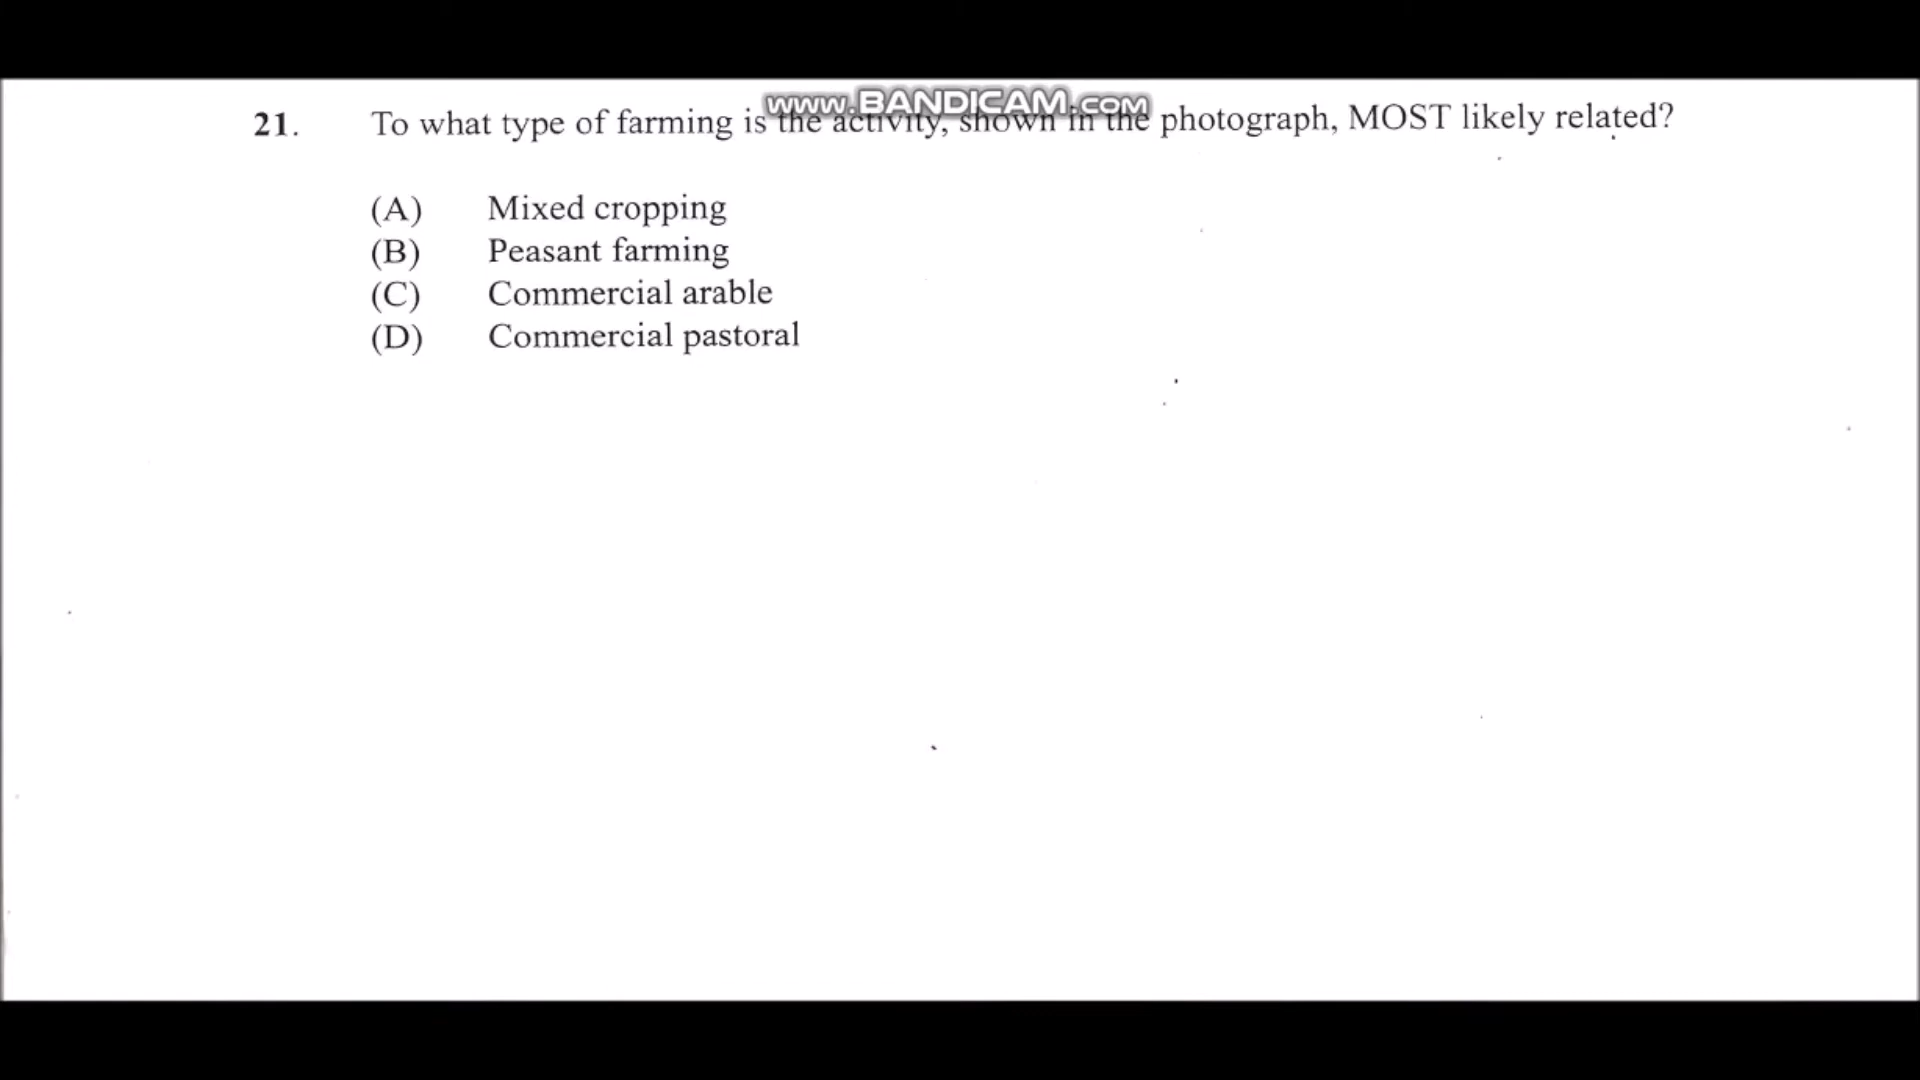 www.BANDICAM.com
21. To what type of farming is the activity, shown in the photograph, MOST likely related?
(A) Mixed cropping
(B) Peasant farming
(C) Commercial arable
(D) Commercial pastoral